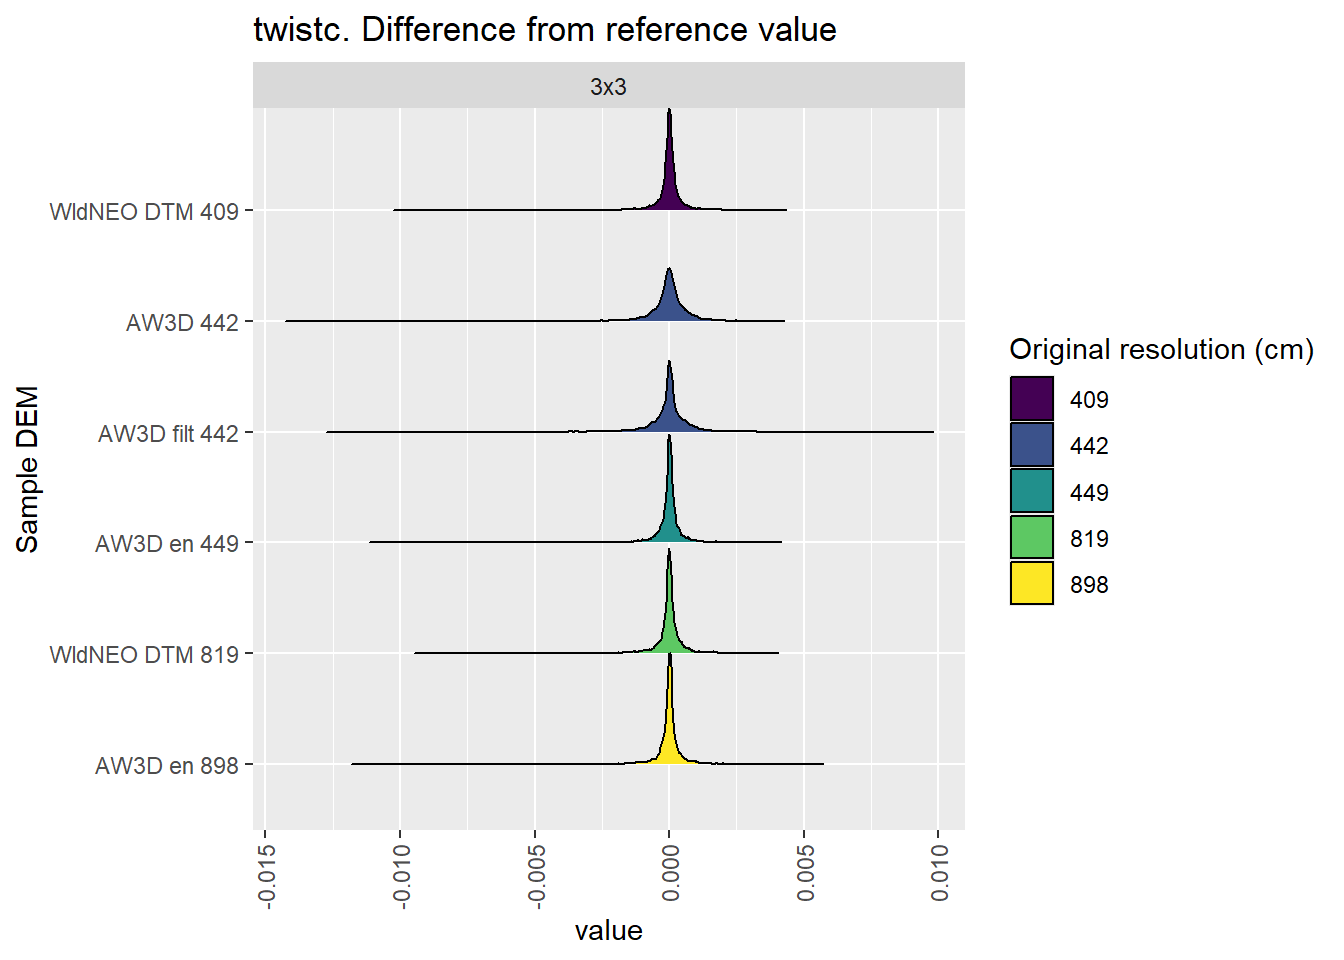 twistc. Difference from reference value
3x3
WldNEO DTM 409
AW3D 442
AW3D filt 442
AW3D en 449
WldNEO DTM 819
AW3D en 898
Sample DEM
-0.015
-0.010
-0.005
0.000
0.005
0.010
value
Original resolution (cm)
409
442
449
819
898